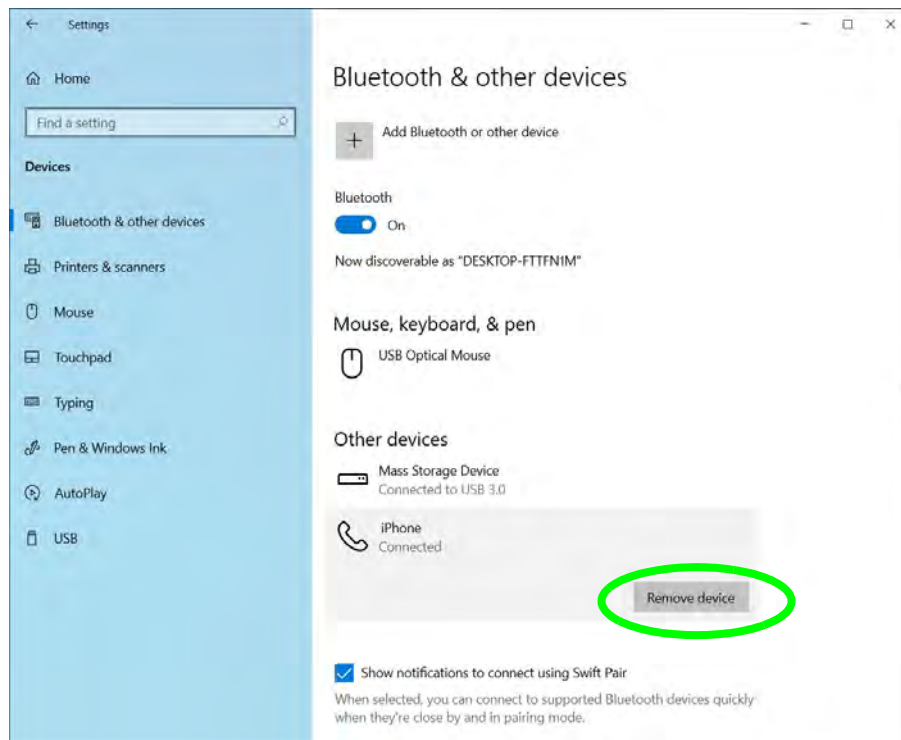 Settings
Home
Find a setting
Devices
Bluetooth & other devices
Printers & scanners
Mouse
Touchpad
Typing
Pen & Windows Ink
AutoPlay
USB
Bluetooth & other devices
Add Bluetooth or other device
Bluetooth
On
Now discoverable as "DESKTOP-FTTFN1M"
Mouse, keyboard, & pen
USB Optical Mouse
Other devices
Mass Storage Device
Connected to USB 3.0
iPhone
Connected
Remove device
Show notifications to connect using Swift Pair
When selected, you can connect to supported Bluetooth devices quickly
when they're close by and in pairing mode.